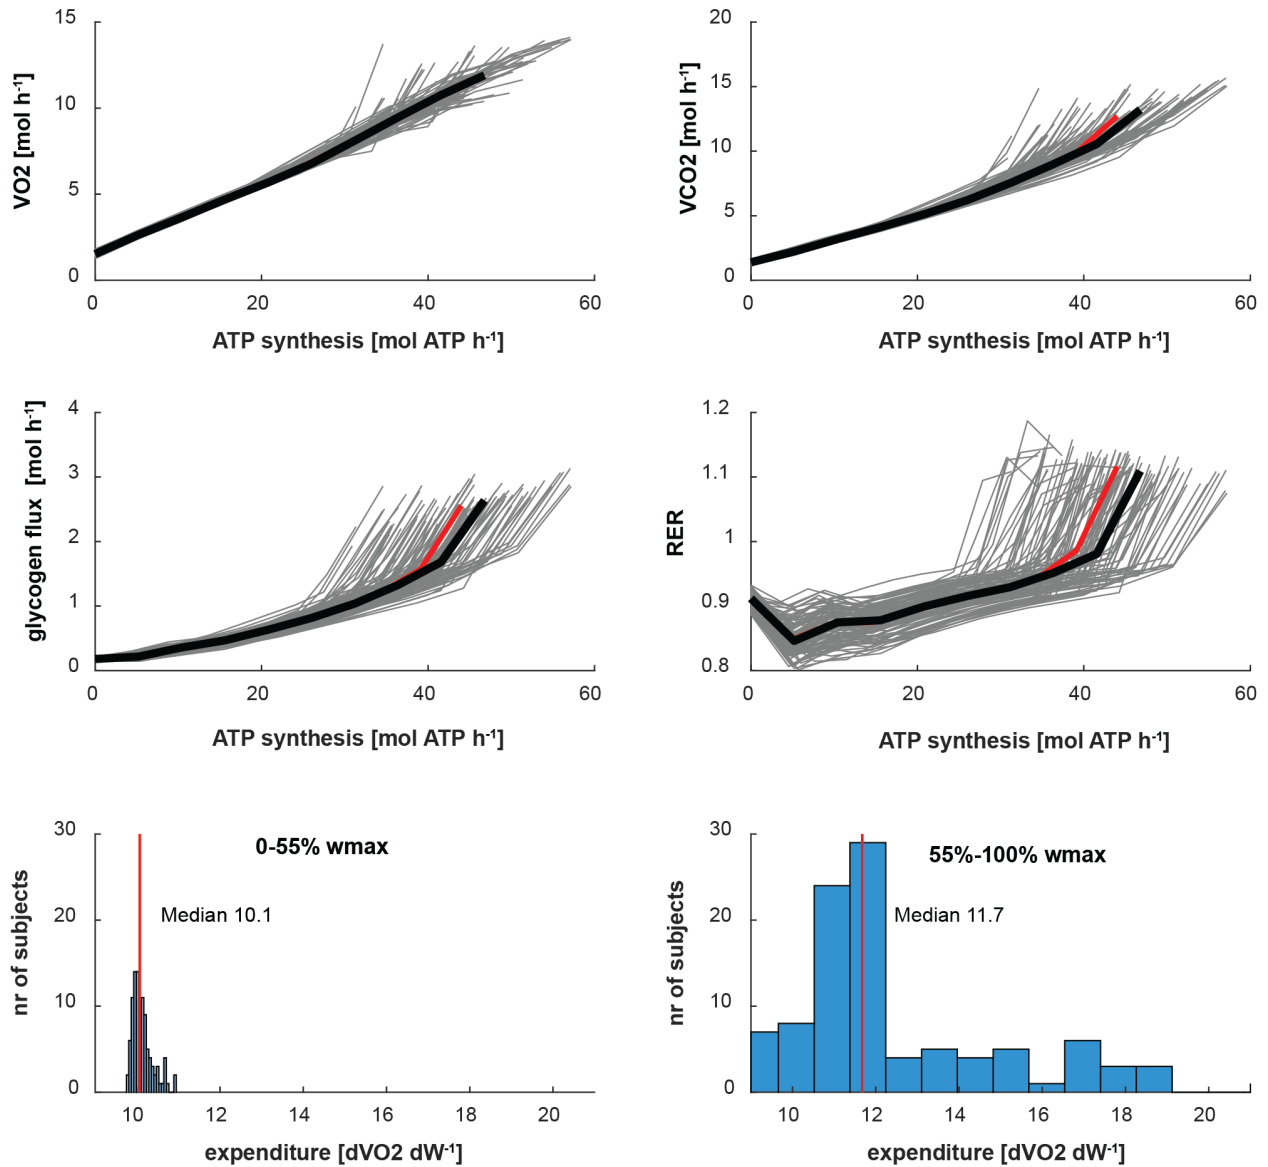 15
10
5
0
VO2 [mol h-1]
0 20 40 60
ATP synthesis [mol ATP h-1]
20
15
10
5
0
VCO2 [mol h-1]
0 20 40 60
ATP synthesis [mol ATP h-1]
4
3
2
1
0
glycogen flux [mol h-1]
0 20 40 60
ATP synthesis [mol ATP h-1]
1.2
1.1
1
0.9
0.8
RER
0 20 40 60
ATP synthesis [mol ATP h-1]
30
20
10
0
nr of subjects
0-55% wmax
Median 10.1
10 12 14 16 18 20
expenditure [dVO2 dW-1]
30
20
10
0
nr of subjects
55%-100% wmax
Median 11.7
10 12 14 16 18 20
expenditure [dVO2 dW-1]